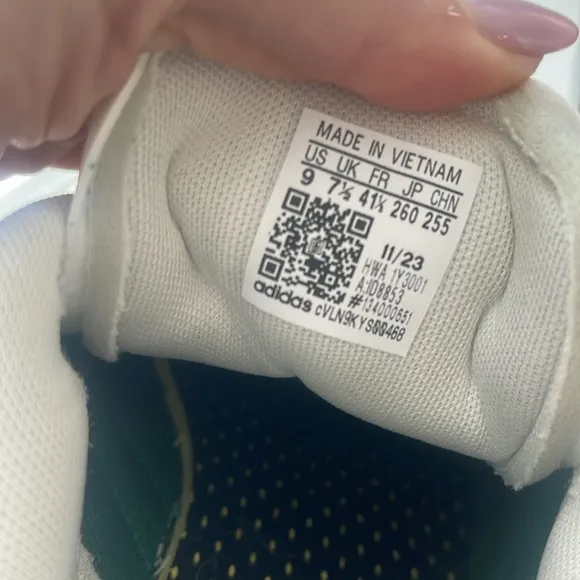 MADE IN VIETNAM
US UK FR JP CHN
9 7½ 41⅓ 260 255
11/23
HWA 1Y3001
A:ID8853
#134000651
adidas cVLN9KYS00468